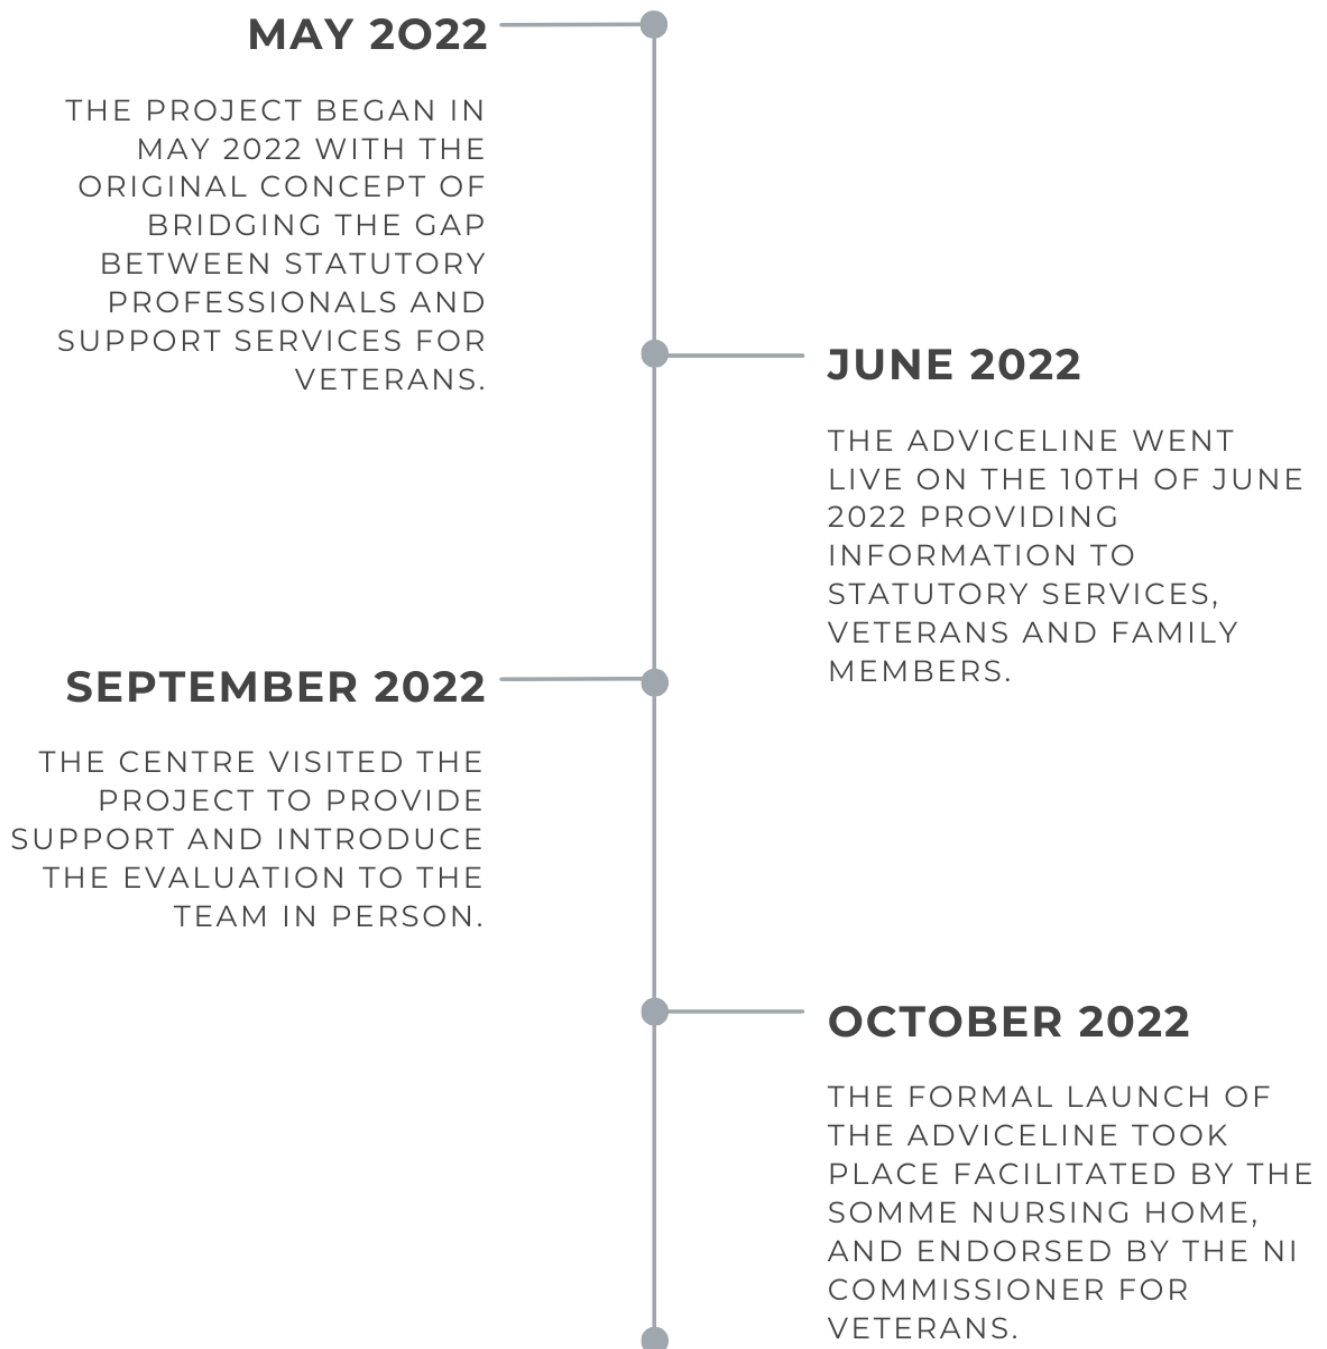 MAY 2022
THE PROJECT BEGAN IN
MAY 2022 WITH THE
ORIGINAL CONCEPT OF
BRIDGING THE GAP
BETWEEN STATUTORY
PROFESSIONALS AND
SUPPORT SERVICES FOR
VETERANS.
JUNE 2022
THE ADVICELINE WENT
LIVE ON THE 10TH OF JUNE
2022 PROVIDING
INFORMATION TO
STATUTORY SERVICES,
VETERANS AND FAMILY
MEMBERS.
SEPTEMBER 2022
THE CENTRE VISITED THE
PROJECT TO PROVIDE
SUPPORT AND INTRODUCE
THE EVALUATION TO THE
TEAM IN PERSON.
OCTOBER 2022
THE FORMAL LAUNCH OF
THE ADVICELINE TOOK
PLACE FACILITATED BY THE
SOMME NURSING HOME,
AND ENDORSED BY THE NI
COMMISSIONER FOR
VETERANS.